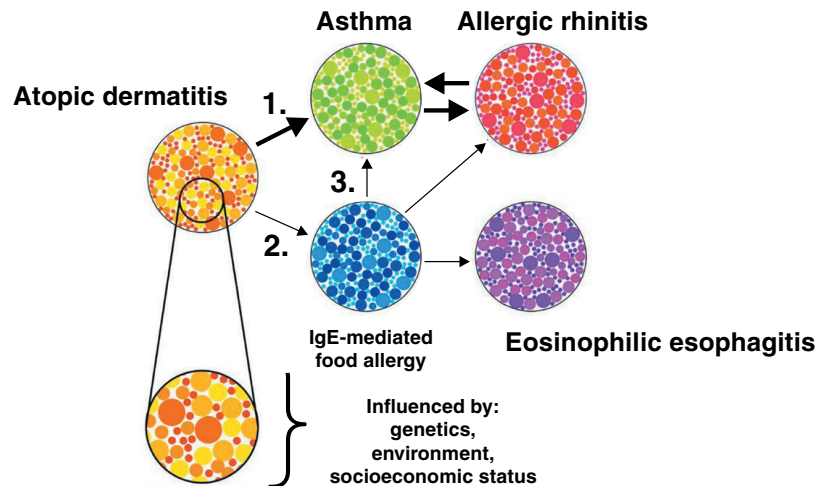 Asthma
Allergic rhinitis
Atopic dermatitis
1.
3.
2.
IgE-mediated
food allergy
Eosinophilic esophagitis
Influenced by:
genetics,
environment,
socioeconomic status